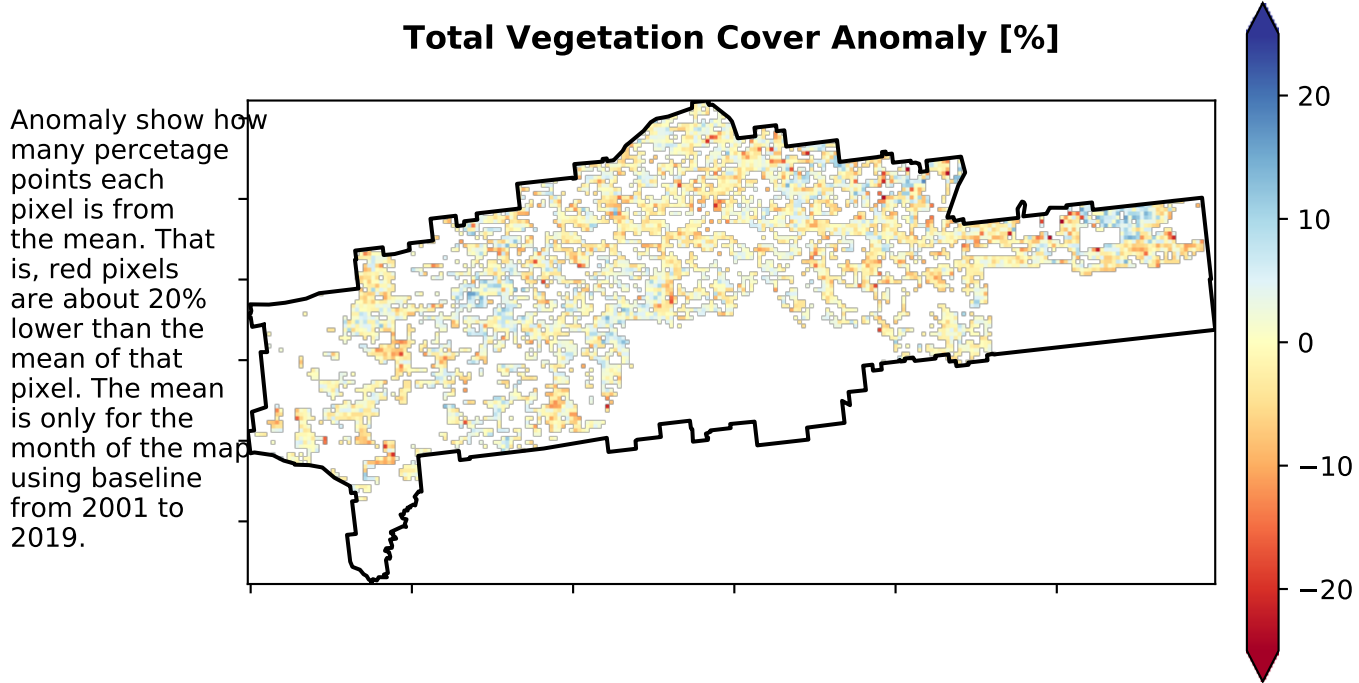 Total Vegetation Cover Anomaly [%]
Anomaly show how
many percetage
points each
pixel is from
the mean. That
is, red pixels
are about 20%
lower than the
mean of that
pixel. The mean
is only for the
month of the map
using baseline
from 2001 to
2019.
20
10
0
−10
−20